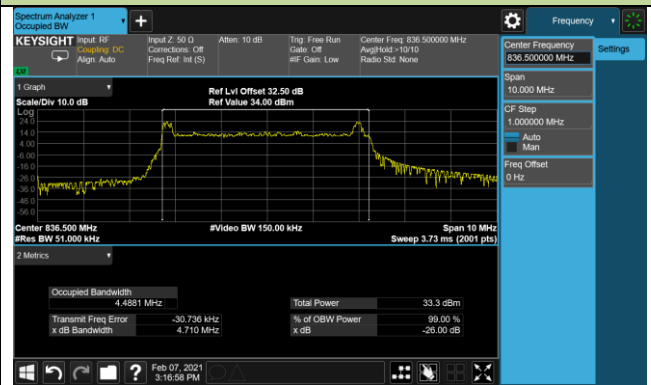 Spectrum Analyzer 1
Occupied BW
Frequency
KEYSIGHT
Input: RF
Coupling: DC
Align: Auto
Input Z: 50 Ω
Corrections: Off
Freq Ref: Int (S)
Atten: 10 dB
Trig: Free Run
Gate: Off
#IF Gain: Low
Center Freq: 836.500000 MHz
Avg|Hold:>10/10
Radio Std: None
Center Frequency
836.500000 MHz
Settings
Span
10.000 MHz
CF Step
1.000000 MHz
Auto
Man
Freq Offset
0 Hz
1 Graph
Scale/Div 10.0 dB
Ref Lvl Offset 32.50 dB
Ref Value 34.00 dBm
Log
24.0
14.0
4.00
-6.00
-16.0
-26.0
-36.0
-46.0
-56.0
Center 836.500 MHz
#Res BW 51.000 kHz
#Video BW 150.00 kHz
Span 10 MHz
Sweep 3.73 ms (2001 pts)
2 Metrics
Occupied Bandwidth
4.4881 MHz
Total Power
33.3 dBm
Transmit Freq Error
-30.736 kHz
% of OBW Power
99.00 %
x dB Bandwidth
4.710 MHz
x dB
-26.00 dB
Feb 07, 2021
3:16:58 PM